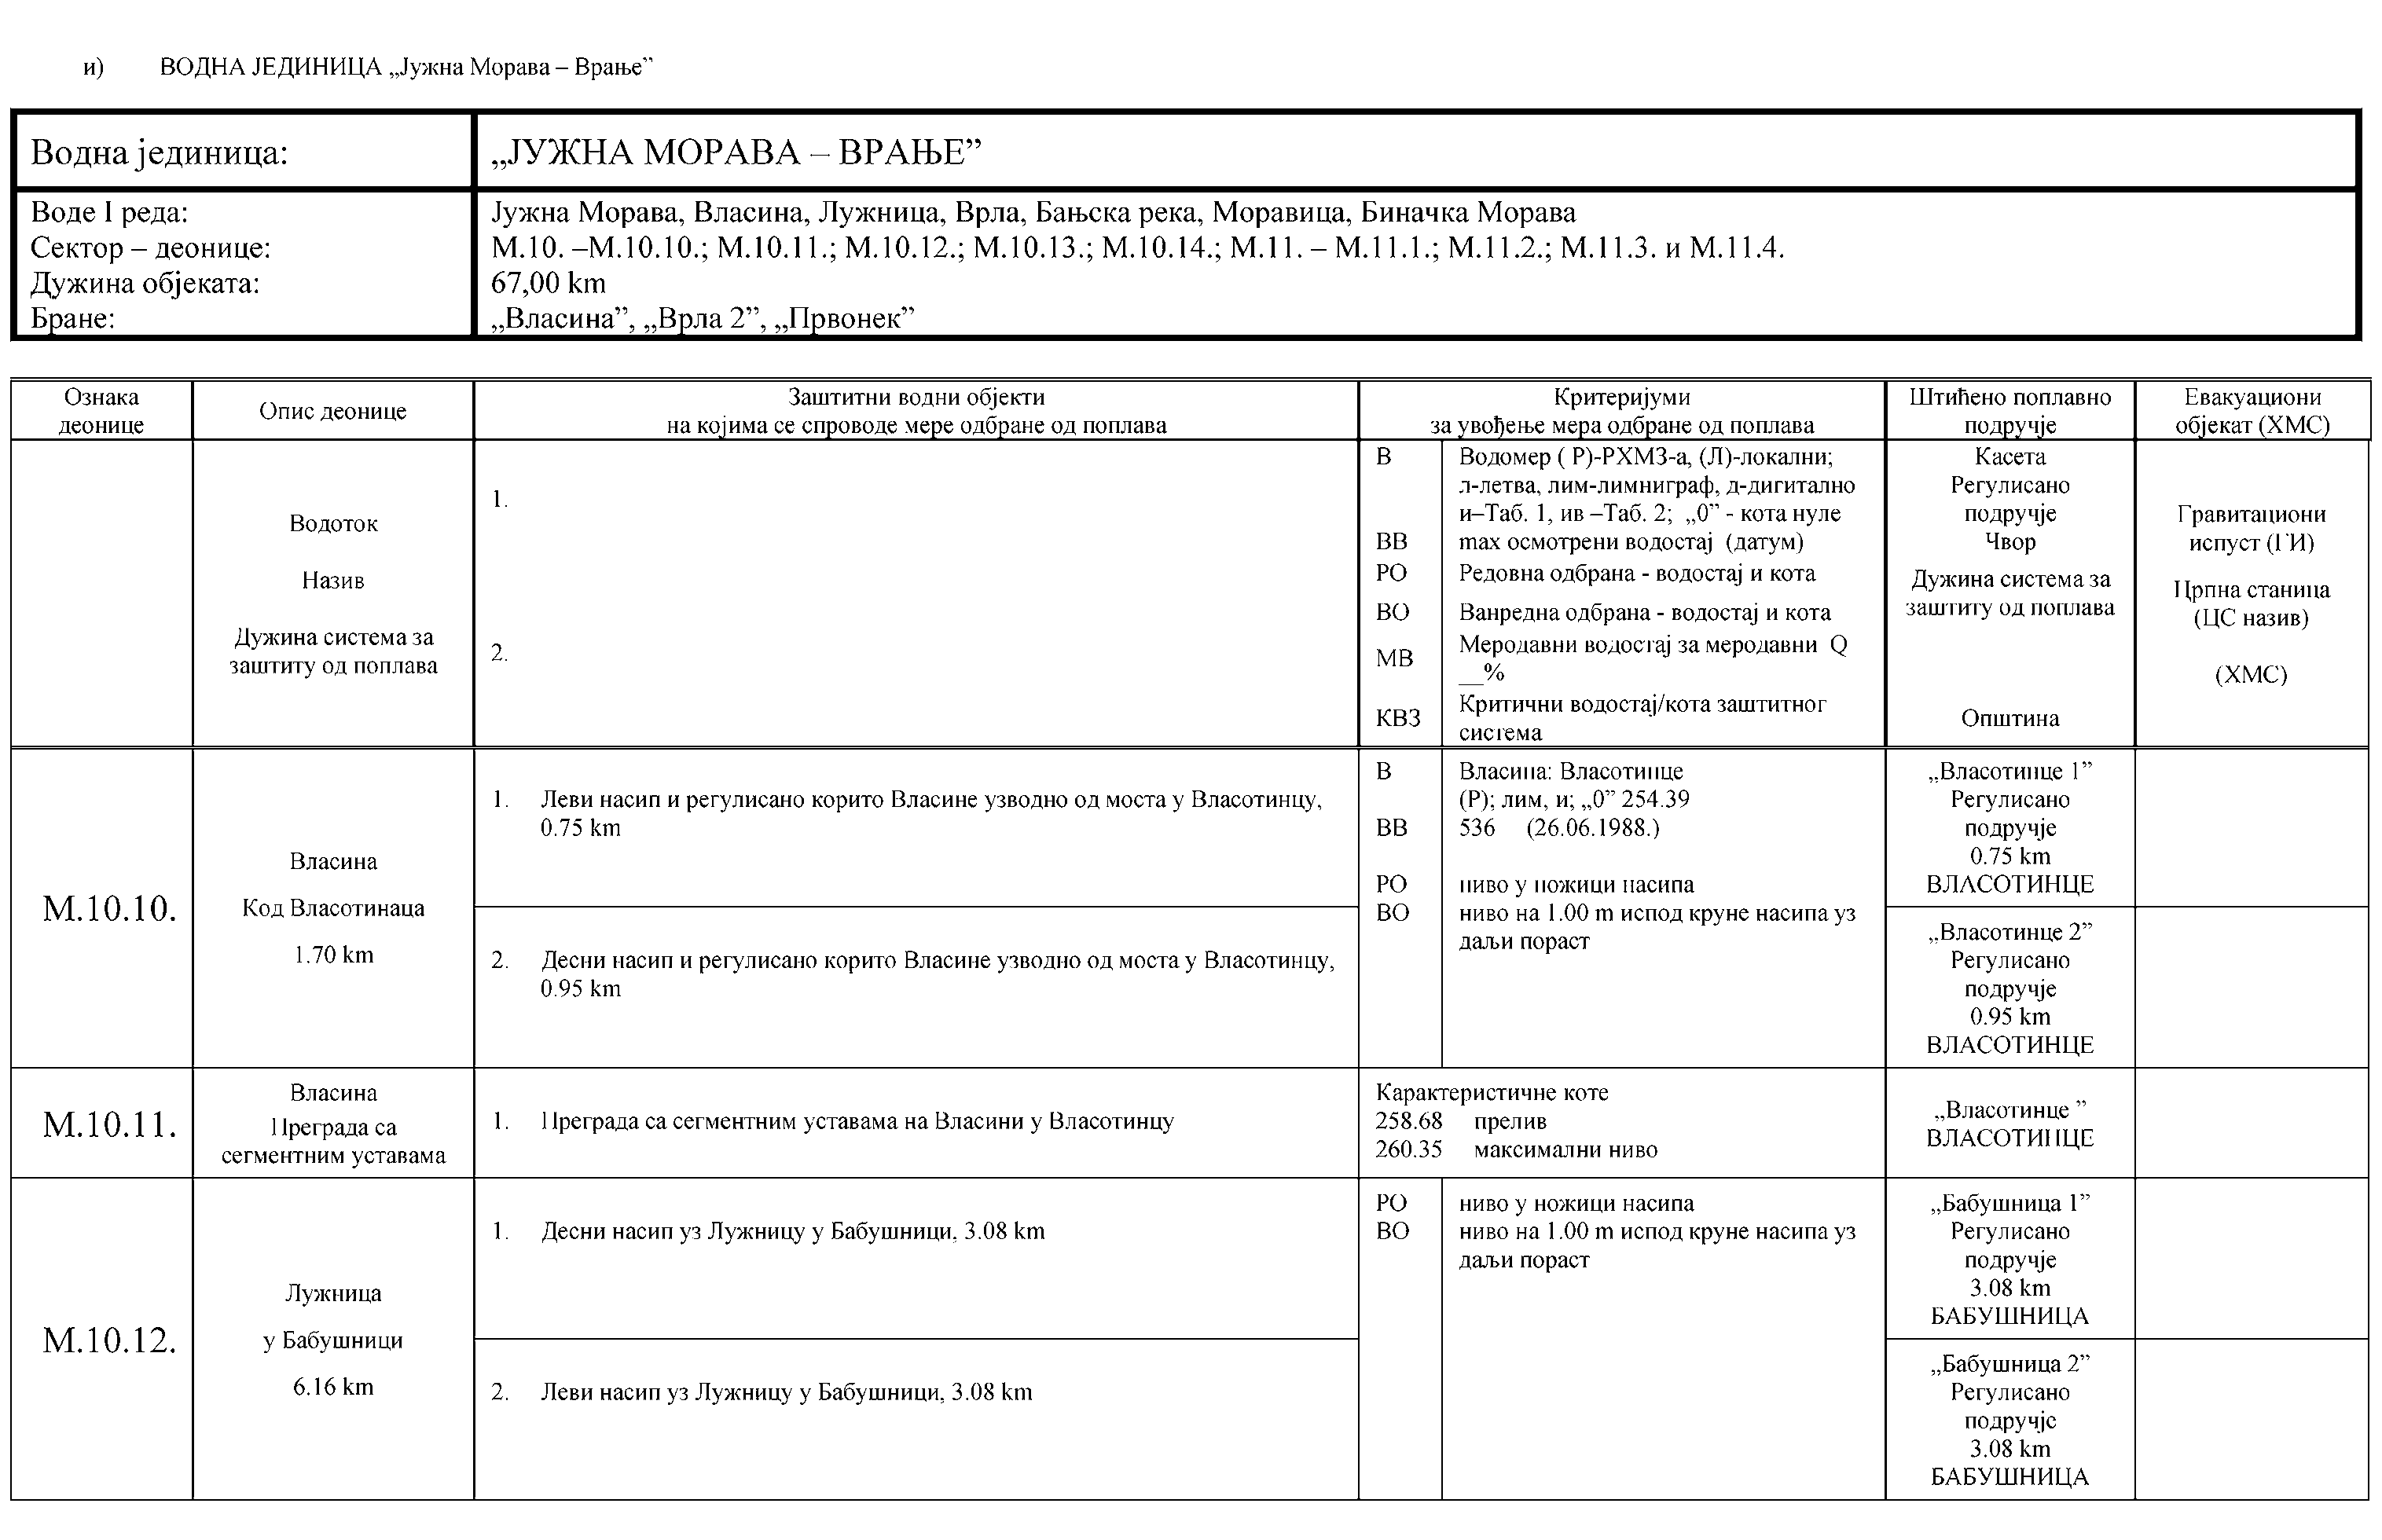 и) ВОДНА ЈЕДИНИЦА „Јужна Морава – Врање”
Водна јединица: „ЈУЖНА МОРАВА – ВРАЊЕ”
Воде I реда: Јужна Морава, Власина, Лужница, Врла, Бањска река, Моравица, Биначка Морава
Сектор – деонице: М.10. –М.10.10.; М.10.11.; М.10.12.; М.10.13.; М.10.14.; М.11. – М.11.1.; М.11.2.; М.11.3. и М.11.4.
Дужина објеката: 67,00 km
Бране: „Власина”, „Врла 2”, „Првонек”
Ознака
деонице
Опис деонице
Заштитни водни објекти
на којима се спроводе мере одбране од поплава
Критеријуми
за увођење мера одбране од поплава
Штићено поплавно
подручје
Евакуациони
објекат (ХМС)
Водоток
Назив
Дужина система за
заштиту од поплава
1.
2.
В Водомер ( Р)-РХМЗ-а, (Л)-локални;
л-летва, лим-лимниграф, д-дигитално
и–Таб. 1, ив –Таб. 2; „0” - кота нуле
ВВ max осмотрени водостај (датум)
РО Редовна одбрана - водостај и кота
ВО Ванредна одбрана - водостај и кота
МВ Меродавни водостај за меродавни Q
__%
КВЗ Критични водостај/кота заштитног
система
Касета
Регулисано
подручје
Чвор
Дужина система за
заштиту од поплава
Општина
Гравитациони
испуст (ГИ)
Црпна станица
(ЦС назив)
(ХМС)
М.10.10.
Власина
Код Власотинаца
1.70 km
1. Леви насип и регулисано корито Власине узводно од моста у Власотинцу,
0.75 km
2. Десни насип и регулисано корито Власине узводно од моста у Власотинцу,
0.95 km
В Власина: Власотинце
(Р); лим, и; „0” 254.39
ВВ 536 (26.06.1988.)
РО ниво у ножици насипа
ВО ниво на 1.00 m испод круне насипа уз
даљи пораст
„Власотинце 1”
Регулисано
подручје
0.75 km
ВЛАСОТИНЦЕ
„Власотинце 2”
Регулисано
подручје
0.95 km
ВЛАСОТИНЦЕ
М.10.11.
Власина
Преграда са
сегментним уставама
1. Преграда са сегментним уставама на Власини у Власотинцу
Карактеристичне коте
258.68 прелив
260.35 максимални ниво
„Власотинце ”
ВЛАСОТИНЦЕ
М.10.12.
Лужница
у Бабушници
6.16 km
1. Десни насип уз Лужницу у Бабушници, 3.08 km
2. Леви насип уз Лужницу у Бабушници, 3.08 km
РО ниво у ножици насипа
ВО ниво на 1.00 m испод круне насипа уз
даљи пораст
„Бабушница 1”
Регулисано
подручје
3.08 km
БАБУШНИЦА
„Бабушница 2”
Регулисано
подручје
3.08 km
БАБУШНИЦА